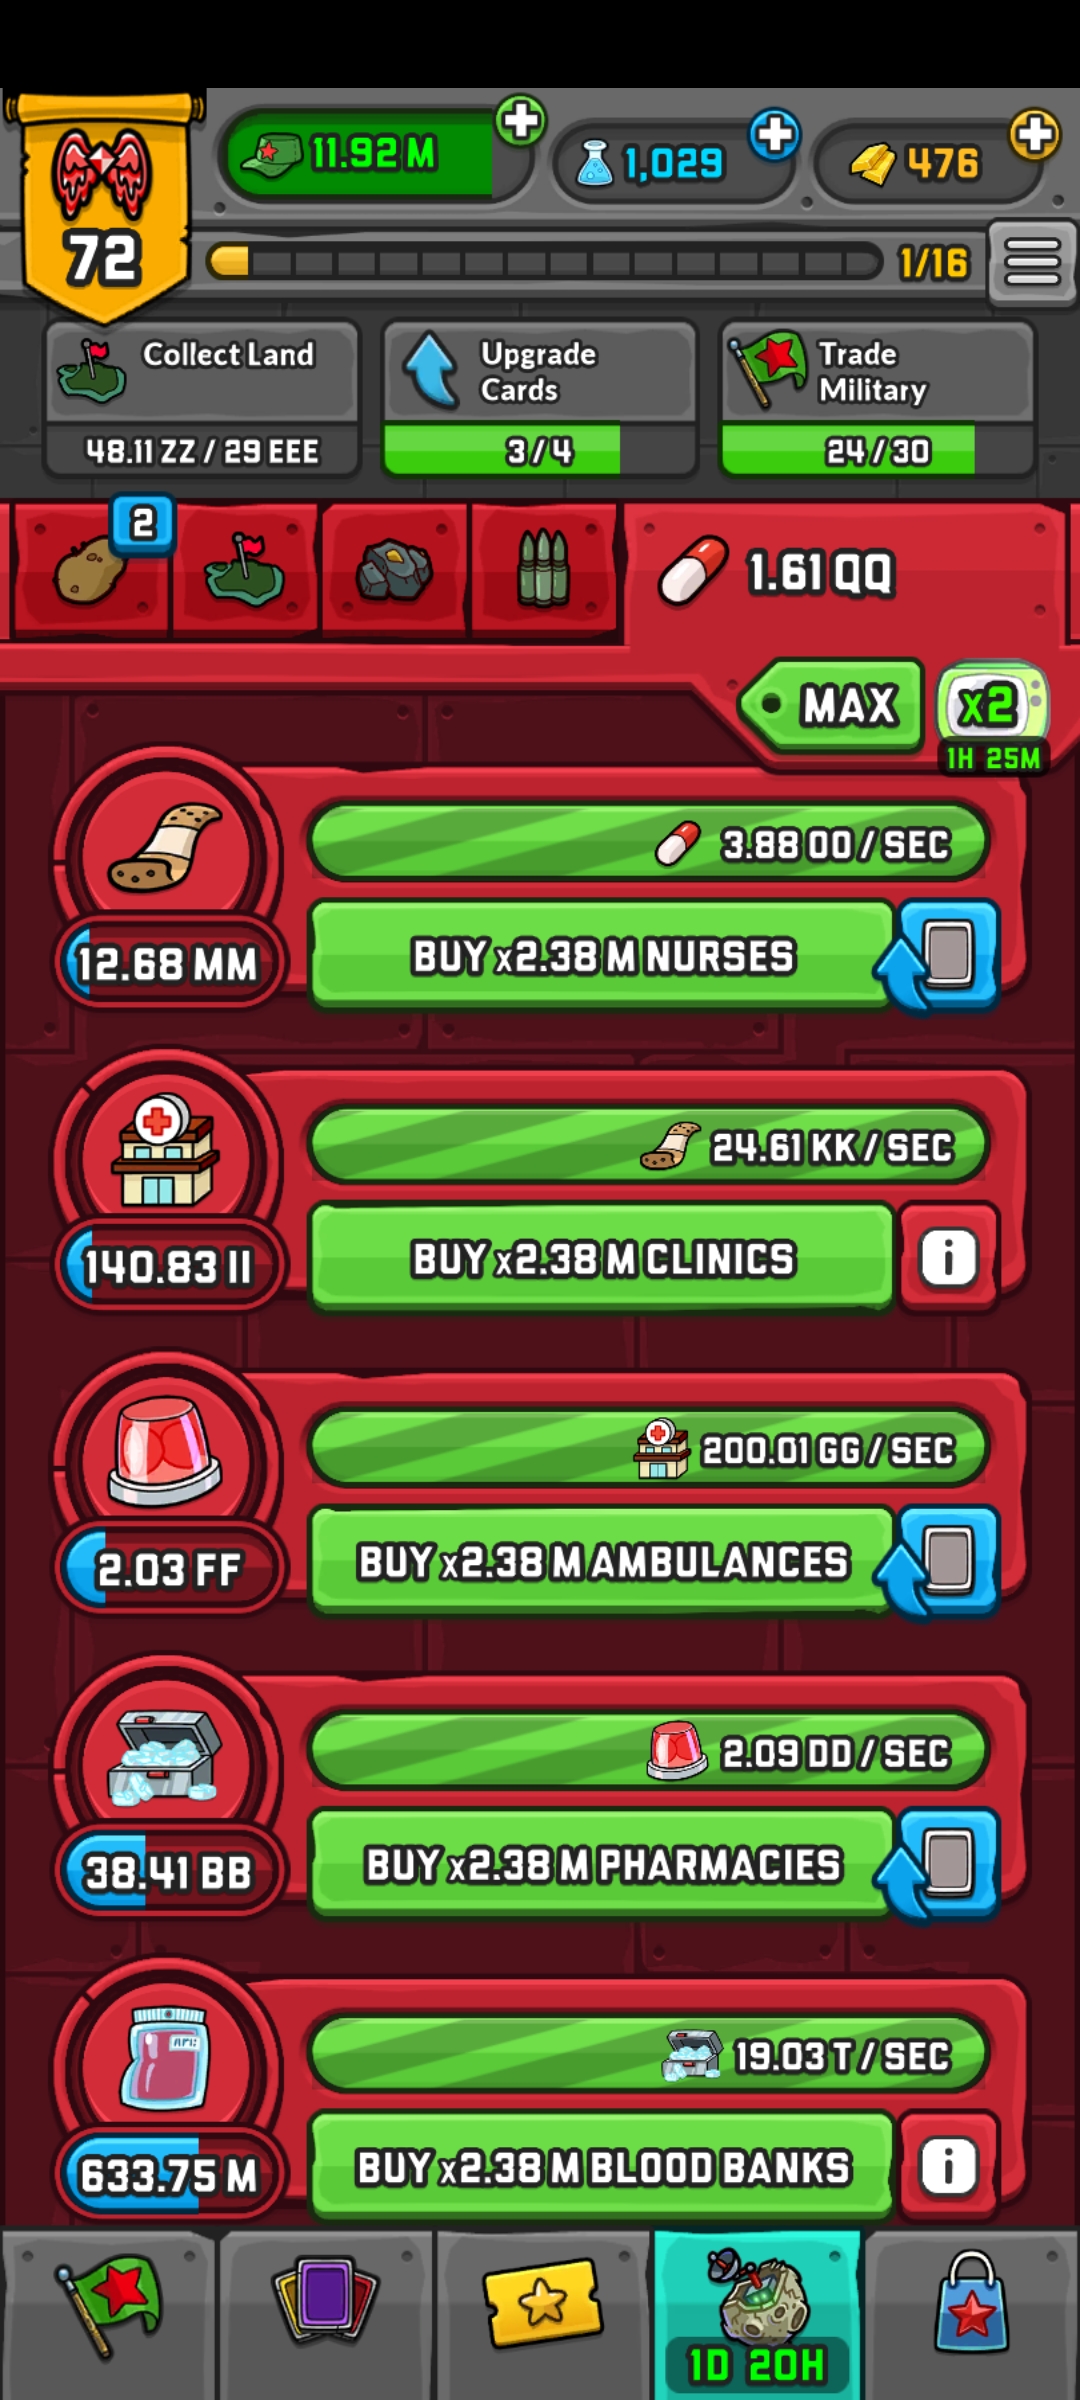 11.92 M
1,029
476
72
1/16
Collect Land
48.11 ZZ / 29 EEE
Upgrade
Cards
3/4
Trade
Military
24/30
2
1.61 QQ
MAX
x2
1H 25M
3.88 OO / SEC
12.68 MM
BUY x2.38 M NURSES
24.61 KK / SEC
140.83 II
BUY x2.38 M CLINICS
i
200.01 GG / SEC
2.03 FF
BUY x2.38 M AMBULANCES
2.09 DD / SEC
38.41 BB
BUY x2.38 M PHARMACIES
19.03 T / SEC
633.75 M
BUY x2.38 M BLOOD BANKS
i
1D 20H